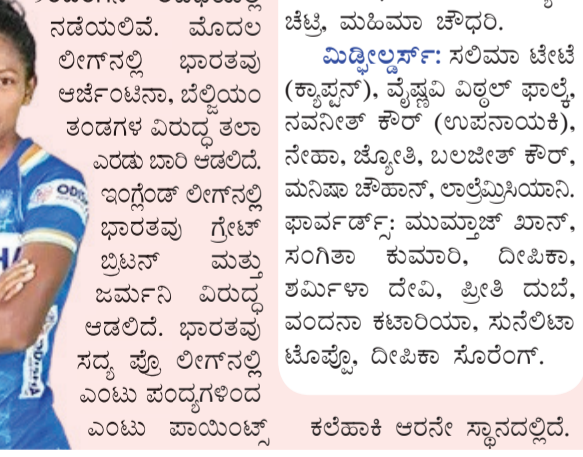 ನಡೆಯಲಿವೆ. ಮೊದಲ
ಲೀಗ್‌ನಲ್ಲಿ ಭಾರತವು
ಆರ್ಜೆಂಟಿನಾ, ಬೆಲ್ಜಿಯಂ
ತಂಡಗಳ ವಿರುದ್ಧ ತಲಾ
ಎರಡು ಬಾರಿ ಆಡಲಿದೆ.
ಇಂಗ್ಲೆಂಡ್ ಲೀಗ್‌ನಲ್ಲಿ
ಭಾರತವು ಗ್ರೇಟ್
ಬ್ರಿಟನ್ ಮತ್ತು
ಜರ್ಮನಿ ವಿರುದ್ಧ
ಆಡಲಿದೆ. ಭಾರತವು
ಸದ್ಯ ಪ್ರೊ ಲೀಗ್‌ನಲ್ಲಿ
ಎಂಟು ಪಂದ್ಯಗಳಿಂದ
ಎಂಟು ಪಾಯಿಂಟ್ಸ್ ಕಲೆಹಾಕಿ ಆರನೇ ಸ್ಥಾನದಲ್ಲಿದೆ.
ಚೆಟ್ರಿ, ಮಹಿಮಾ ಚೌಧರಿ.
ಮಿಡ್ಫೀಲ್ಡರ್ಸ್: ಸಲಿಮಾ ಟೇಟೆ
(ಕ್ಯಾಪ್ಟನ್), ವೈಷ್ಣವಿ ವಿಠ್ಠಲ್ ಫಾಲ್ಕೆ,
ನವನೀತ್ ಕೌರ್ (ಉಪನಾಯಕಿ),
ನೇಹಾ, ಜ್ಯೋತಿ, ಬಲಜೀತ್ ಕೌರ್,
ಮನಿಷಾ ಚೌಹಾನ್, ಲಾಲ್ರೆಮ್ರಿಸಿಯಾನಿ.
ಫಾರ್ವರ್ಡ್ಸ್: ಮುಮ್ತಾಜ್ ಖಾನ್,
ಸಂಗಿತಾ ಕುಮಾರಿ, ದೀಪಿಕಾ,
ಶರ್ಮಿಳಾ ದೇವಿ, ಪ್ರೀತಿ ದುಬೆ,
ವಂದನಾ ಕಟಾರಿಯಾ, ಸುನೆಲಿಟಾ
ಟೊಪ್ಪೊ, ದೀಪಿಕಾ ಸೊರೆಂಗ್.